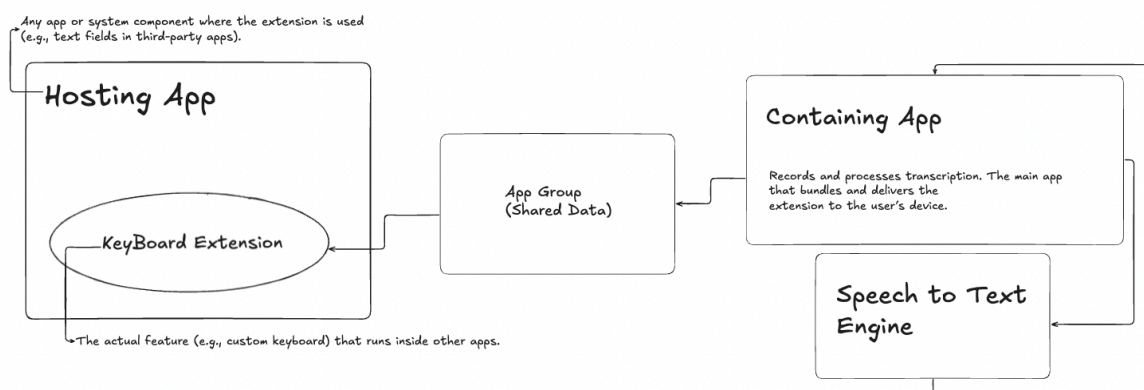 Any app or system component where the extension is used
(e.g., text fields in third-party apps).
Hosting App
KeyBoard Extension
The actual feature (e.g., custom keyboard) that runs inside other apps.
App Group
(Shared Data)
Containing App
Records and processes transcription. The main app
that bundles and delivers the
extension to the user's device.
Speech to Text
Engine